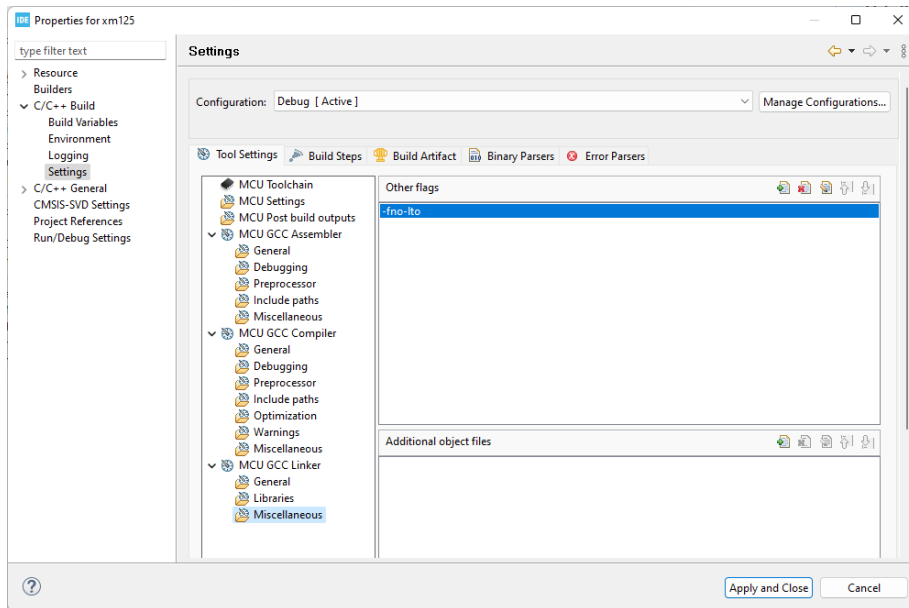 IDE Properties for xm125
type filter text
Resource
Builders
C/C++ Build
Build Variables
Environment
Logging
Settings
C/C++ General
CMSIS-SVD Settings
Project References
Run/Debug Settings
Settings
Configuration: Debug [ Active ]
Manage Configurations...
Tool Settings Build Steps Build Artifact Binary Parsers Error Parsers
MCU Toolchain
MCU Settings
MCU Post build outputs
MCU GCC Assembler
General
Debugging
Preprocessor
Include paths
Miscellaneous
MCU GCC Compiler
General
Debugging
Preprocessor
Include paths
Optimization
Warnings
Miscellaneous
MCU GCC Linker
General
Libraries
Miscellaneous
Other flags
-fno-lto
Additional object files
Apply and Close Cancel